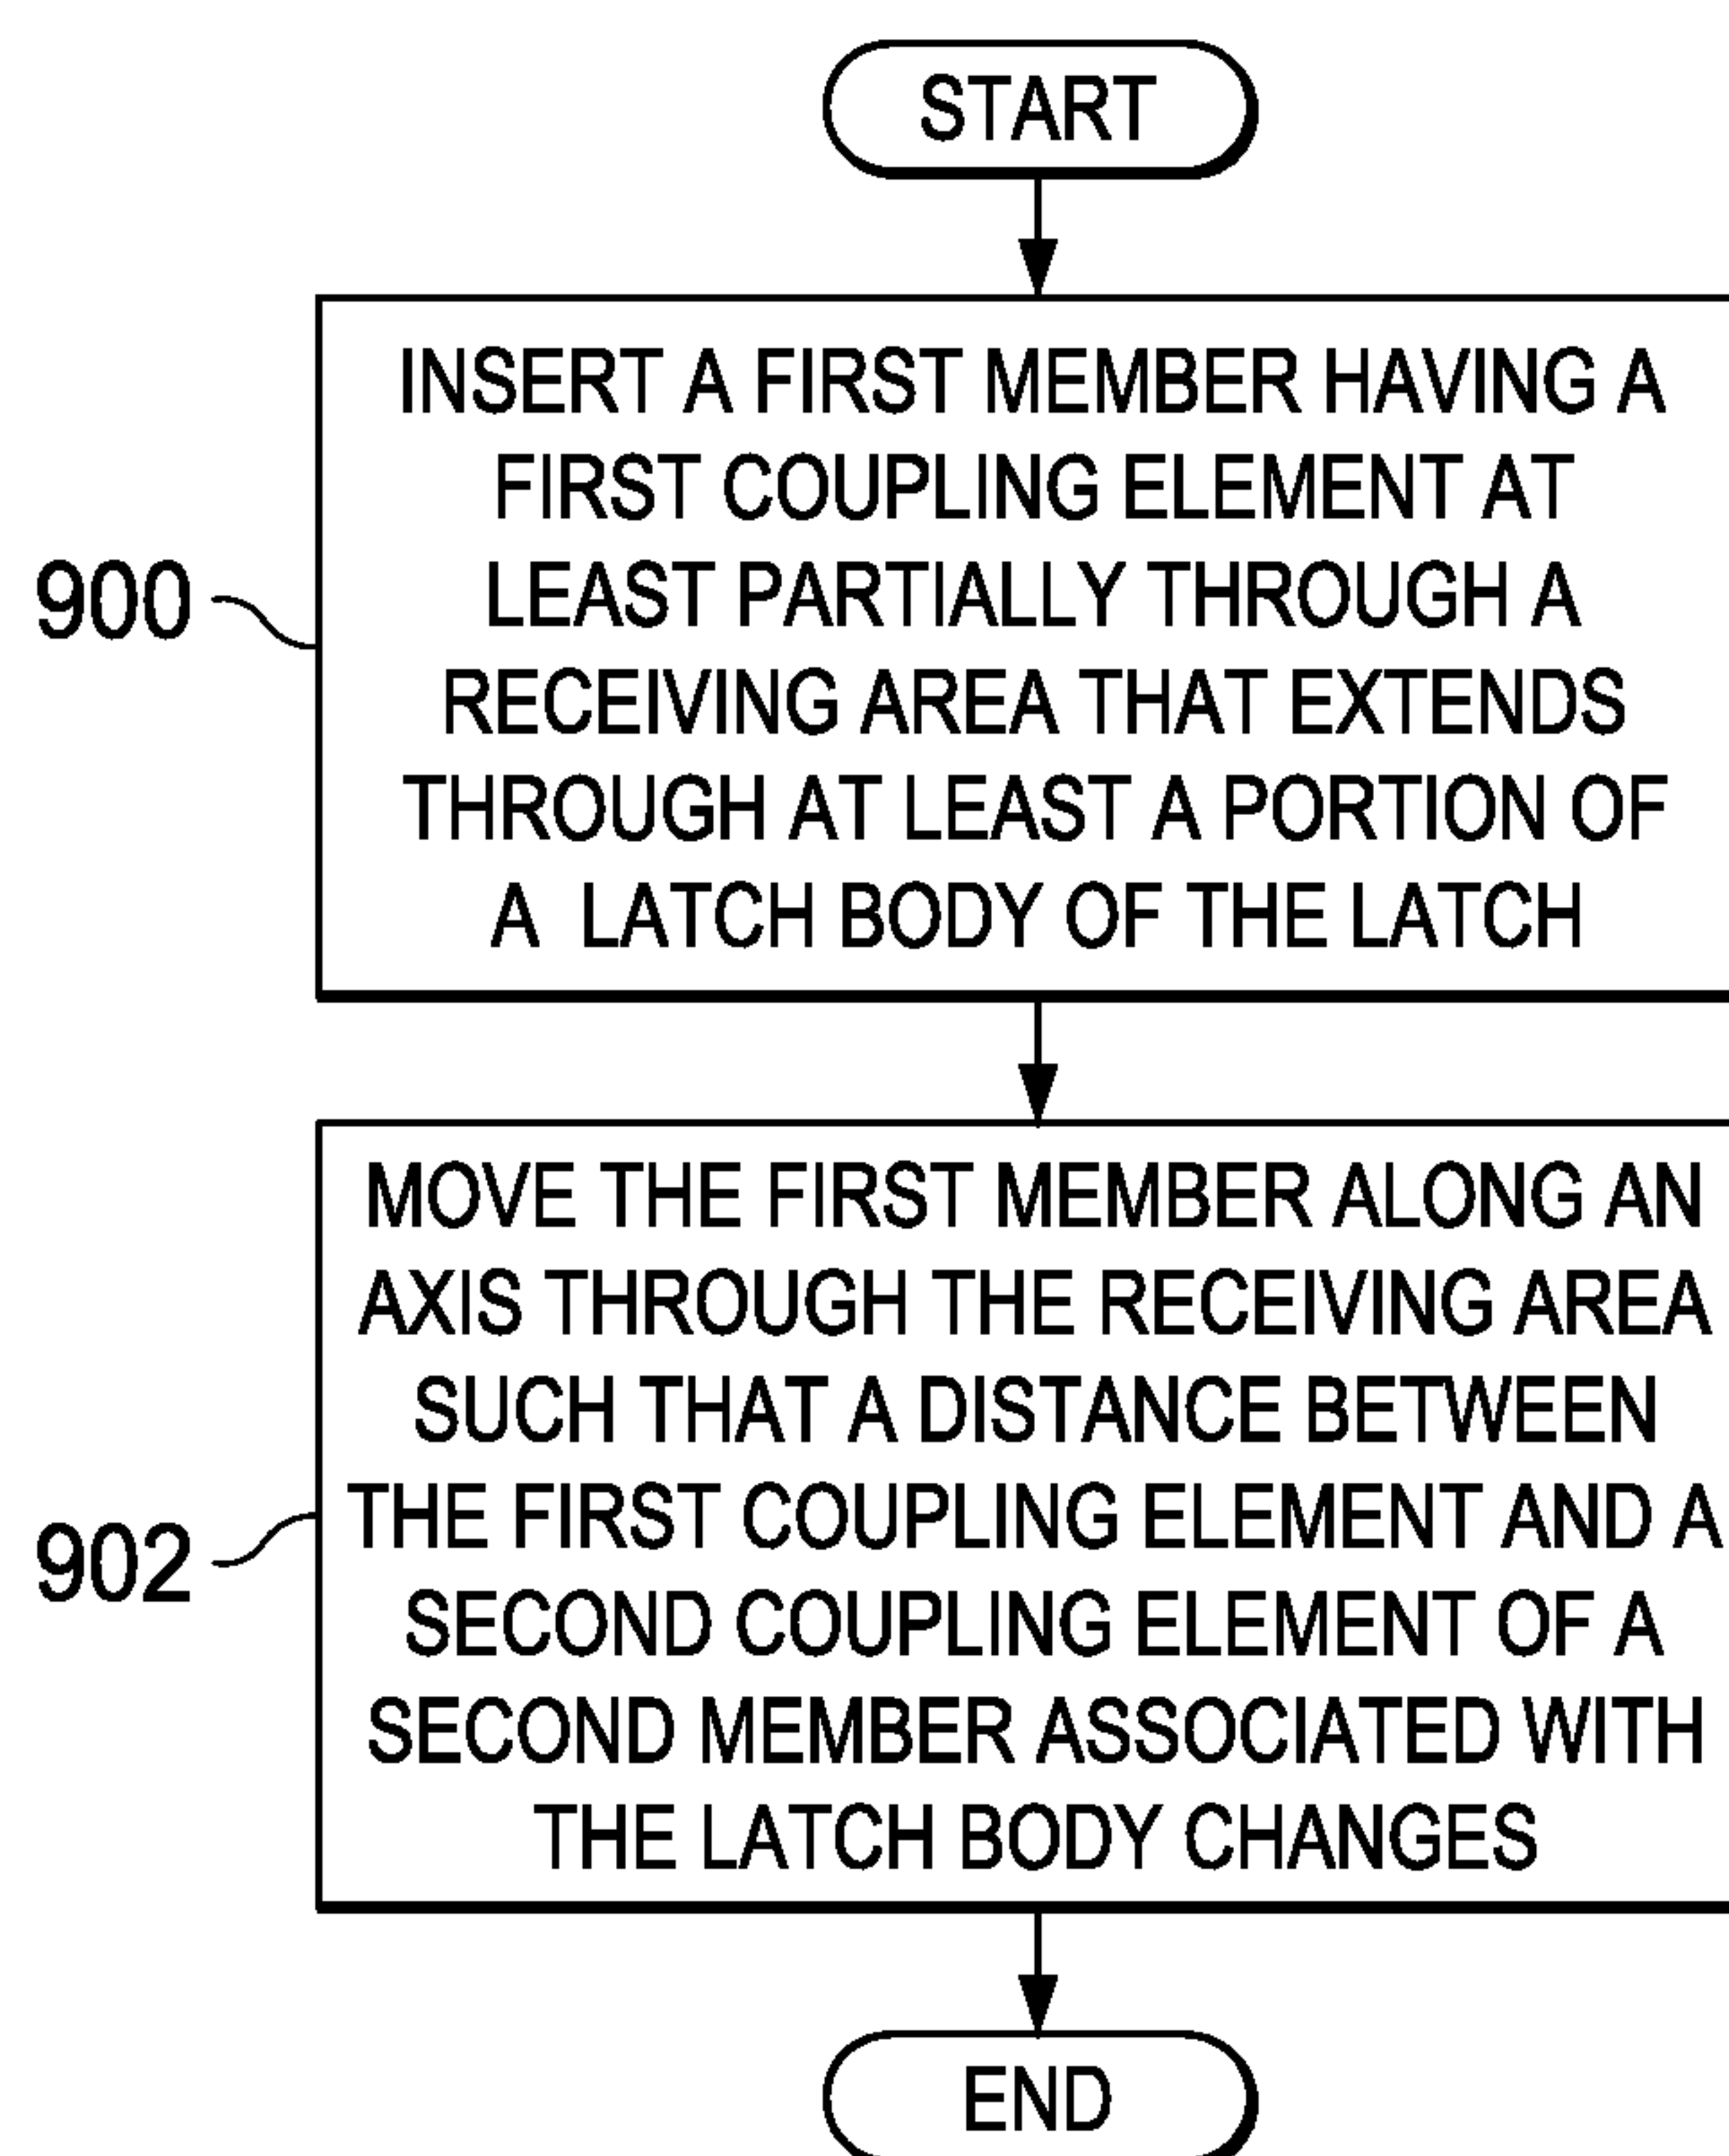 START
INSERT A FIRST MEMBER HAVING A
FIRST COUPLING ELEMENT AT
LEAST PARTIALLY THROUGH A
RECEIVING AREA THAT EXTENDS
THROUGH AT LEAST A PORTION OF
A LATCH BODY OF THE LATCH
900
MOVE THE FIRST MEMBER ALONG AN
AXIS THROUGH THE RECEIVING AREA
SUCH THAT A DISTANCE BETWEEN
THE FIRST COUPLING ELEMENT AND A
SECOND COUPLING ELEMENT OF A
SECOND MEMBER ASSOCIATED WITH
THE LATCH BODY CHANGES
902
END